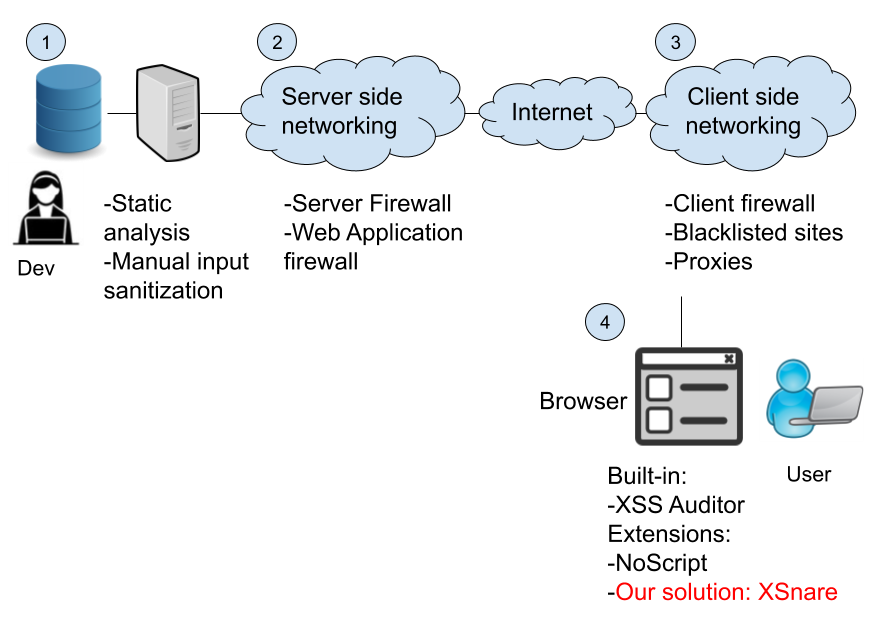 1
2
3
Server side
networking
Internet
Client side
networking
Dev
-Static
analysis
-Manual input
sanitization
-Server Firewall
-Web Application
firewall
-Client firewall
-Blacklisted sites
-Proxies
4
Browser
User
Built-in:
-XSS Auditor
Extensions:
-NoScript
-Our solution: XSnare